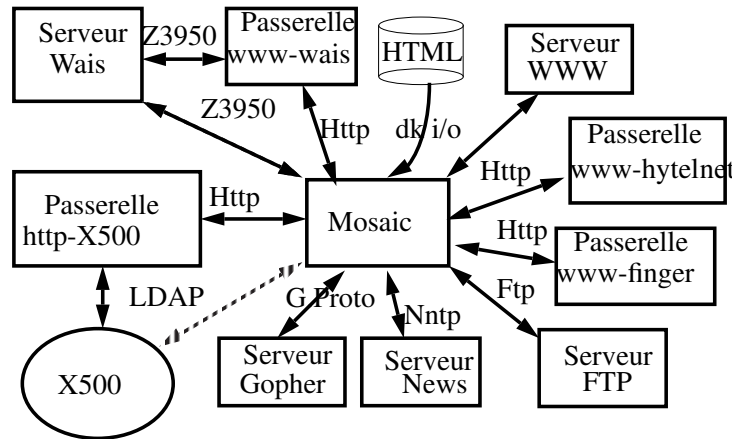 Serveur
Wais
Z3950
Passerelle
www-wais
HTML
Serveur
WWW
Z3950
Http
dk i/o
Passerelle
www-hytelnet
Http
Passerelle
http-X500
Http
Mosaic
Http
Passerelle
www-finger
LDAP
G Proto
Nntp
Ftp
X500
Serveur
Gopher
Serveur
News
Serveur
FTP